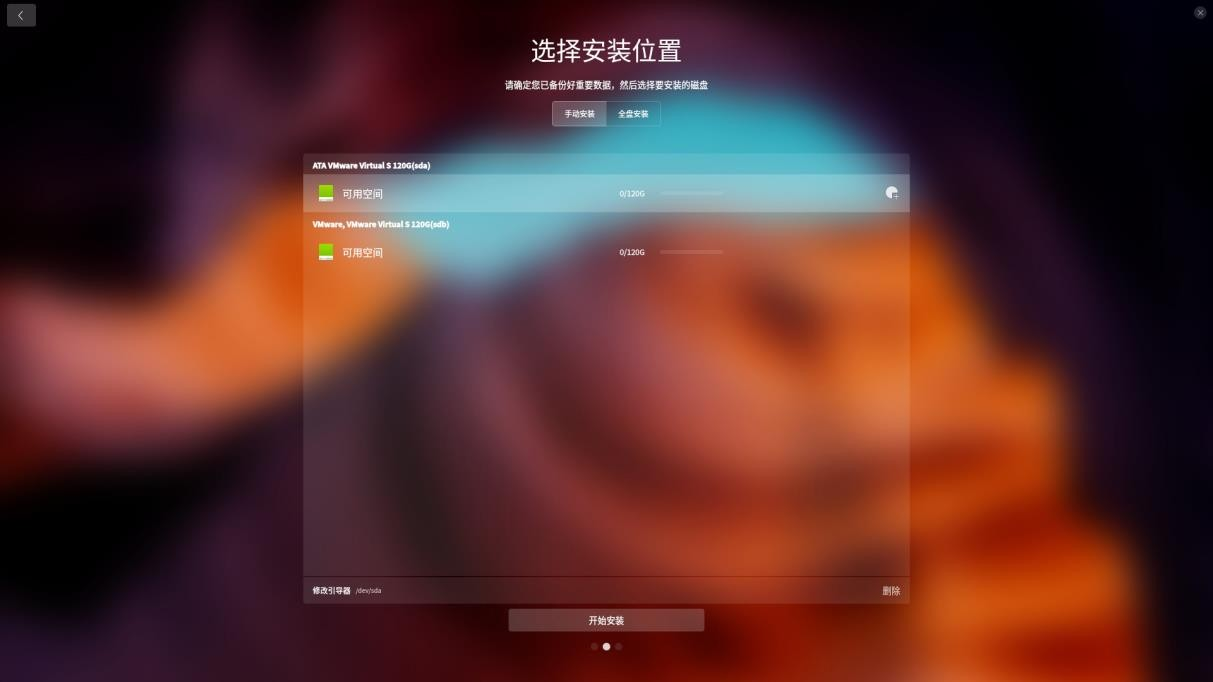 选择安装位置
请确定您已备份好重要数据，然后选择要安装的磁盘
手动安装 全盘安装
ATA VMware Virtual S 120G(sda)
可用空间 0/120G
VMware, VMware Virtual S 120G(sdb)
可用空间 0/120G
修改引导器 /dev/sda 删除
开始安装